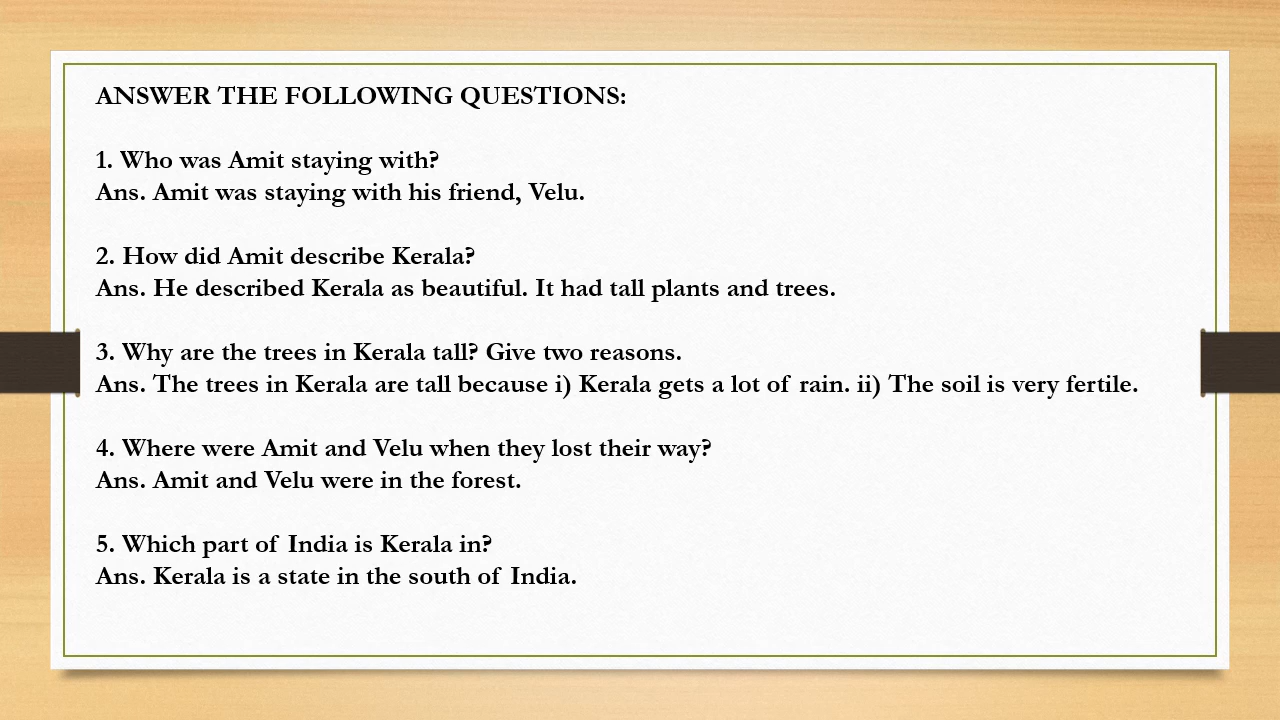 ANSWER THE FOLLOWING QUESTIONS:
1. Who was Amit staying with?
Ans. Amit was staying with his friend, Velu.
2. How did Amit describe Kerala?
Ans. He described Kerala as beautiful. It had tall plants and trees.
3. Why are the trees in Kerala tall? Give two reasons.
Ans. The trees in Kerala are tall because i) Kerala gets a lot of rain. ii) The soil is very fertile.
4. Where were Amit and Velu when they lost their way?
Ans. Amit and Velu were in the forest.
5. Which part of India is Kerala in?
Ans. Kerala is a state in the south of India.